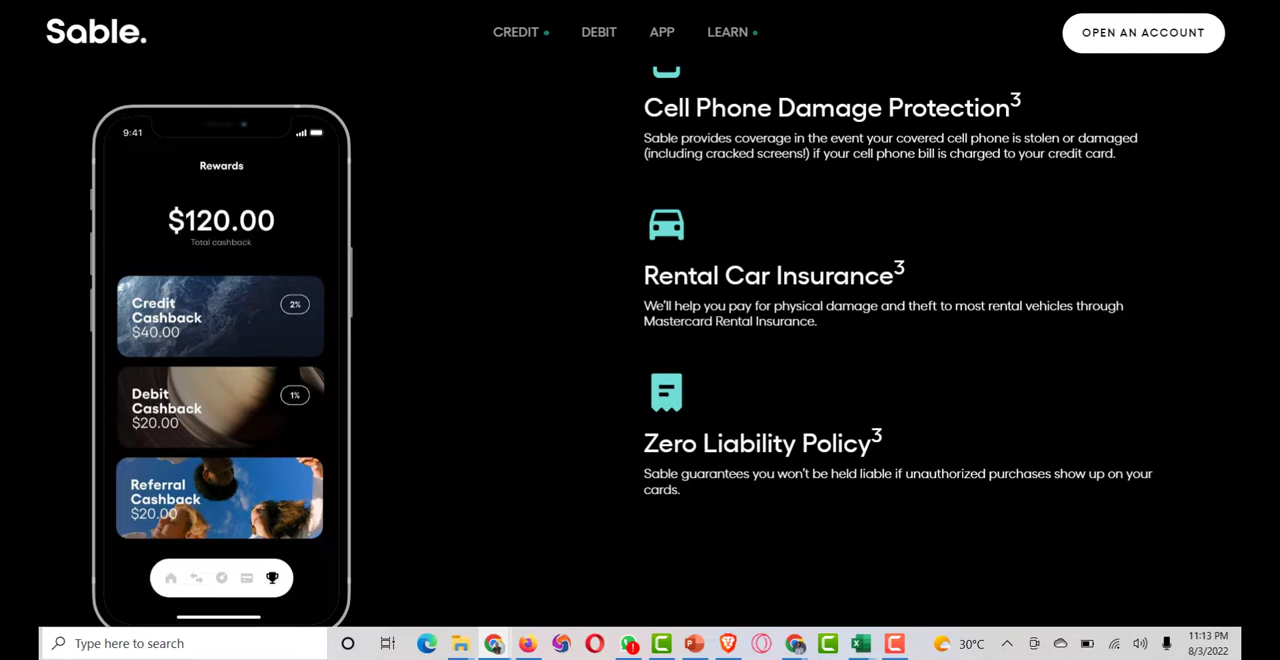 Sable.
CREDIT
DEBIT
APP
LEARN
OPEN AN ACCOUNT
9:41
Rewards
$120.00
Total cashback
Credit
Cashback
$40.00
2%
Debit
Cashback
$20.00
1%
Referral
Cashback
$20.00
Cell Phone Damage Protection3
Sable provides coverage in the event your covered cell phone is stolen or damaged
(including cracked screens!) if your cell phone bill is charged to your credit card.
Rental Car Insurance3
We'll help you pay for physical damage and theft to most rental vehicles through
Mastercard Rental Insurance.
Zero Liability Policy3
Sable guarantees you won't be held liable if unauthorized purchases show up on your
cards.
Type here to search
30°C
11:13 PM
8/3/2022